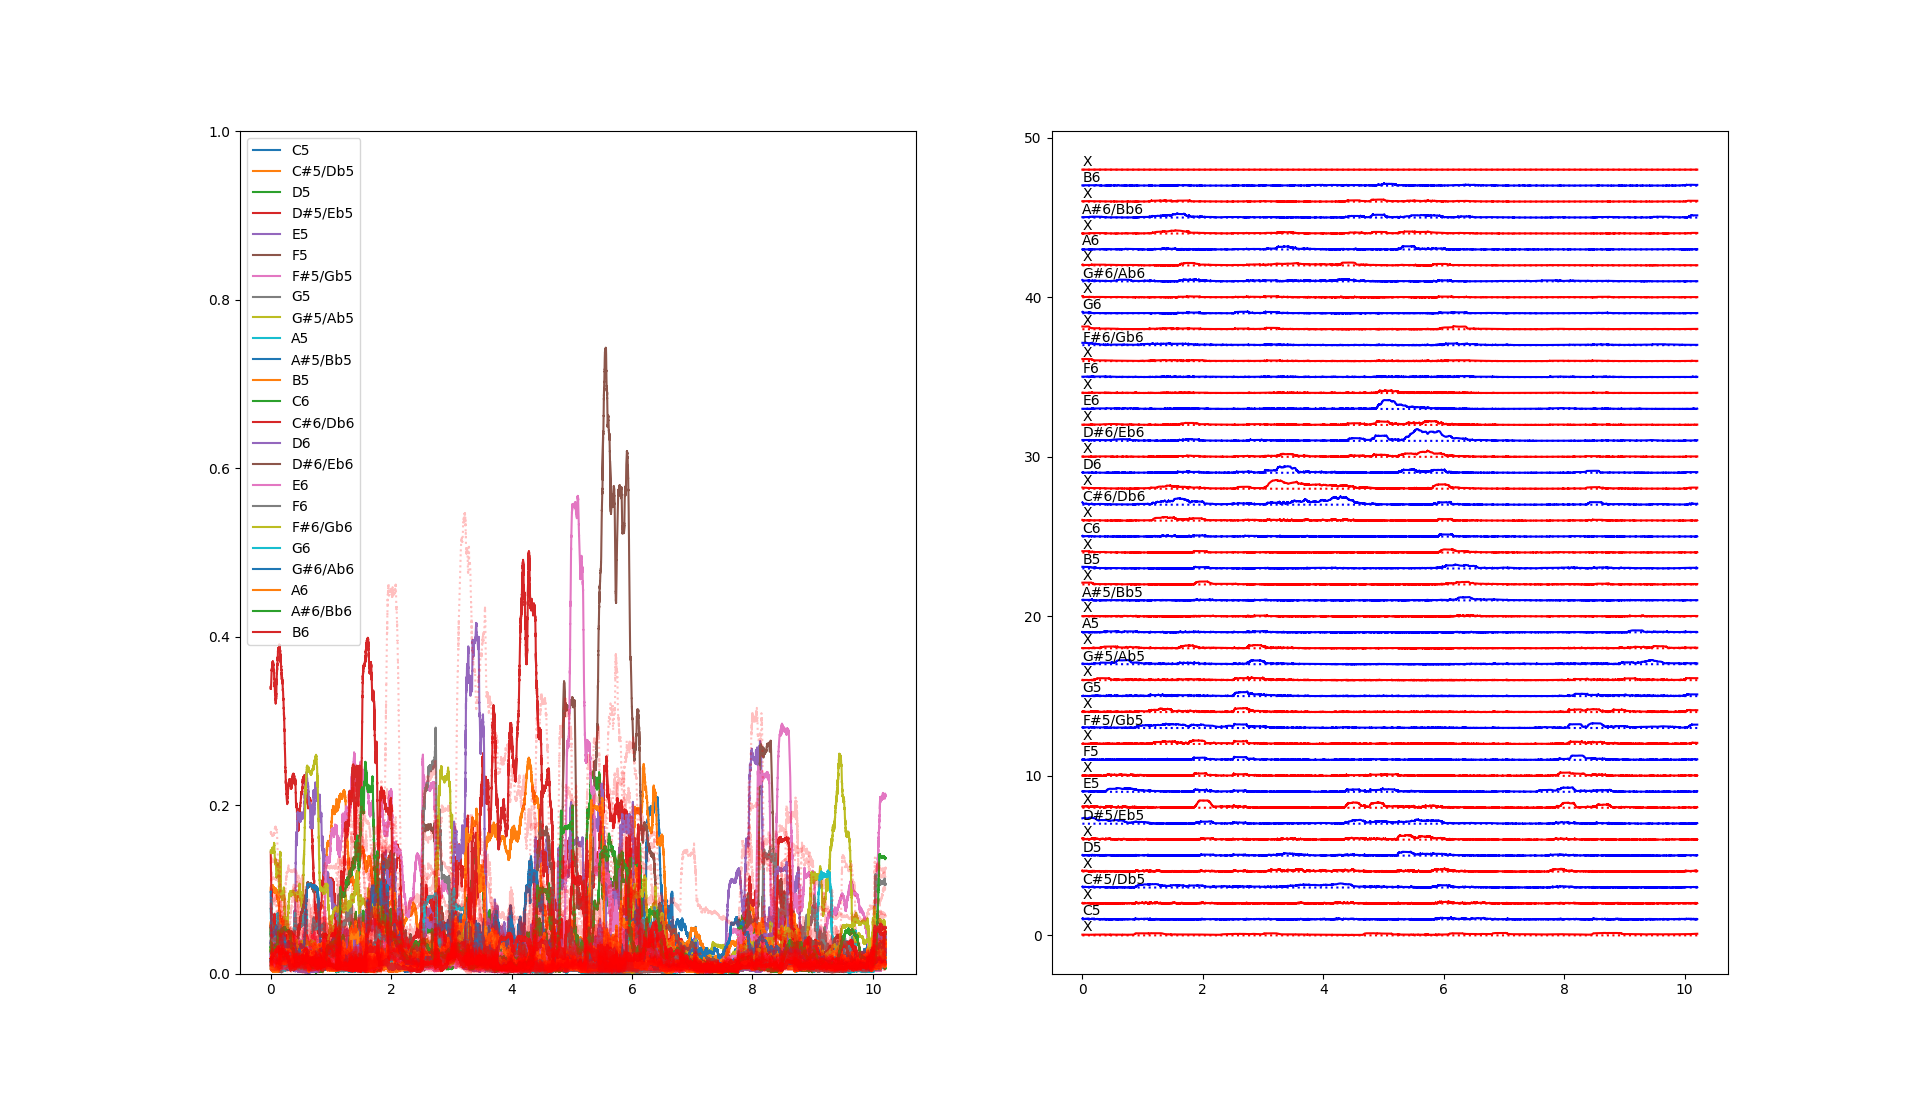 1.0
0.8
0.6
0.4
0.2
0.0
0 2 4 6 8 10
C5
C#5/Db5
D5
D#5/Eb5
E5
F5
F#5/Gb5
G5
G#5/Ab5
A5
A#5/Bb5
B5
C6
C#6/Db6
D6
D#6/Eb6
E6
F6
F#6/Gb6
G6
G#6/Ab6
A6
A#6/Bb6
B6
50
40
30
20
10
0
0 2 4 6 8 10
X
B6
X
A#6/Bb6
X
A6
X
G#6/Ab6
X
G6
X
F#6/Gb6
X
F6
X
E6
X
D#6/Eb6
X
D6
X
C#6/Db6
X
C6
X
B5
X
A#5/Bb5
X
A5
X
G#5/Ab5
X
G5
X
F#5/Gb5
X
F5
X
E5
X
D#5/Eb5
X
D5
X
C#5/Db5
X
C5
X